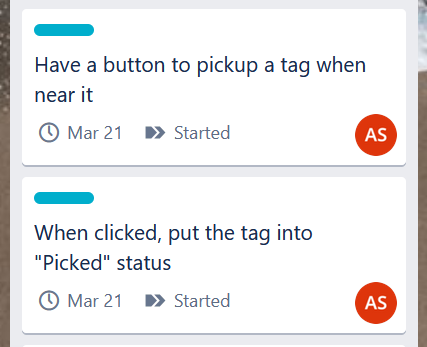 Have a button to pickup a tag when
near it
Mar 21 Started
AS
When clicked, put the tag into
"Picked" status
Mar 21 Started
AS